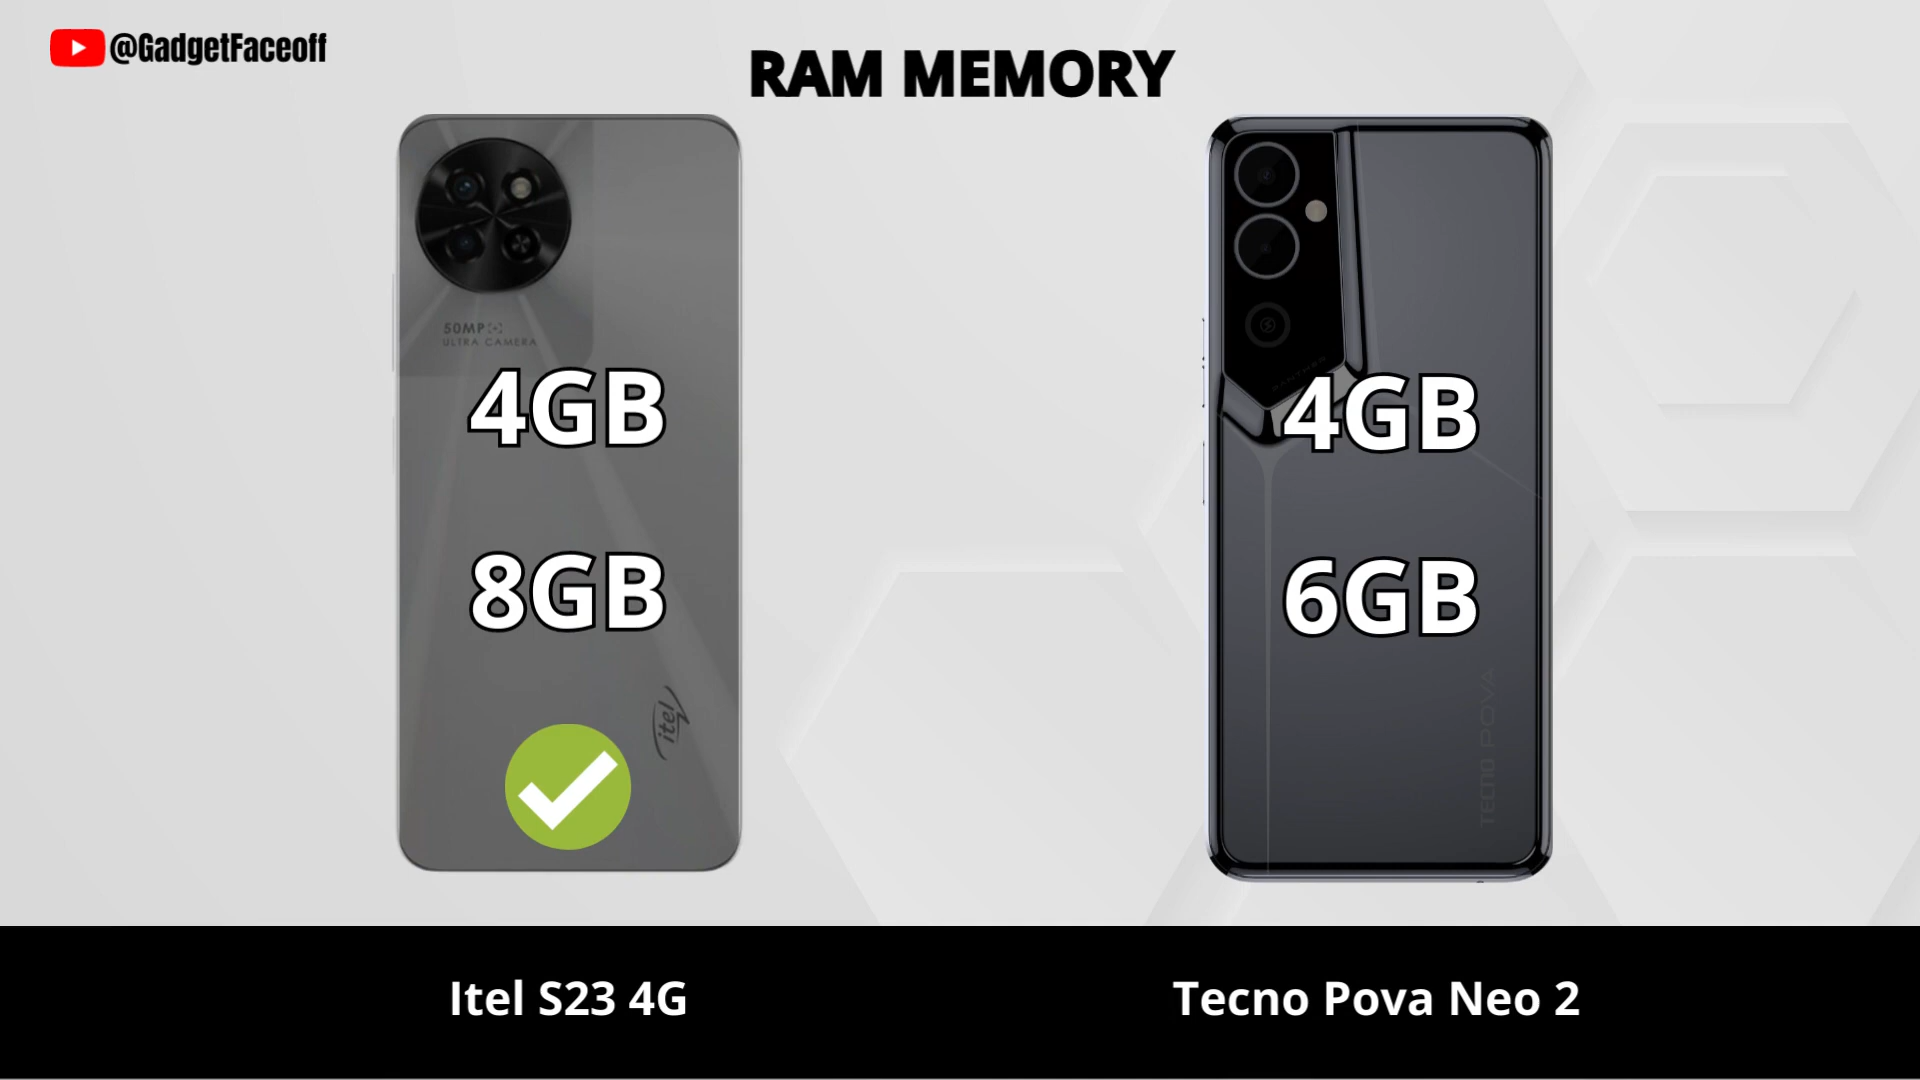 @GadgetFaceoff
RAM MEMORY
50MP
ULTRA CAMERA
4GB
8GB
itel
4GB
6GB
TECNO POVA
Itel S23 4G
Tecno Pova Neo 2